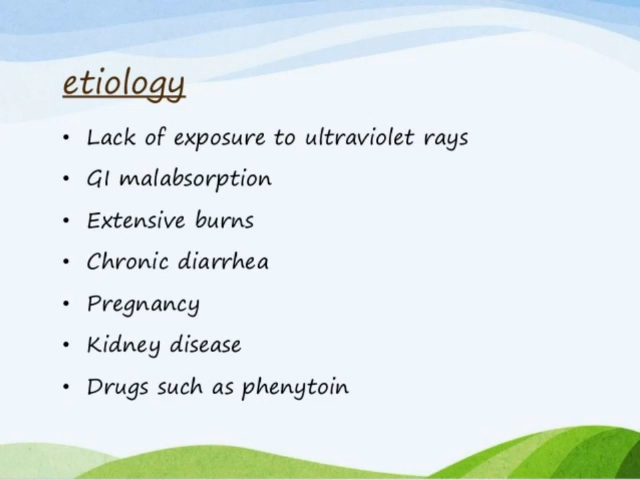 etiology
• Lack of exposure to ultraviolet rays
• GI malabsorption
• Extensive burns
• Chronic diarrhea
• Pregnancy
• Kidney disease
• Drugs such as phenytoin